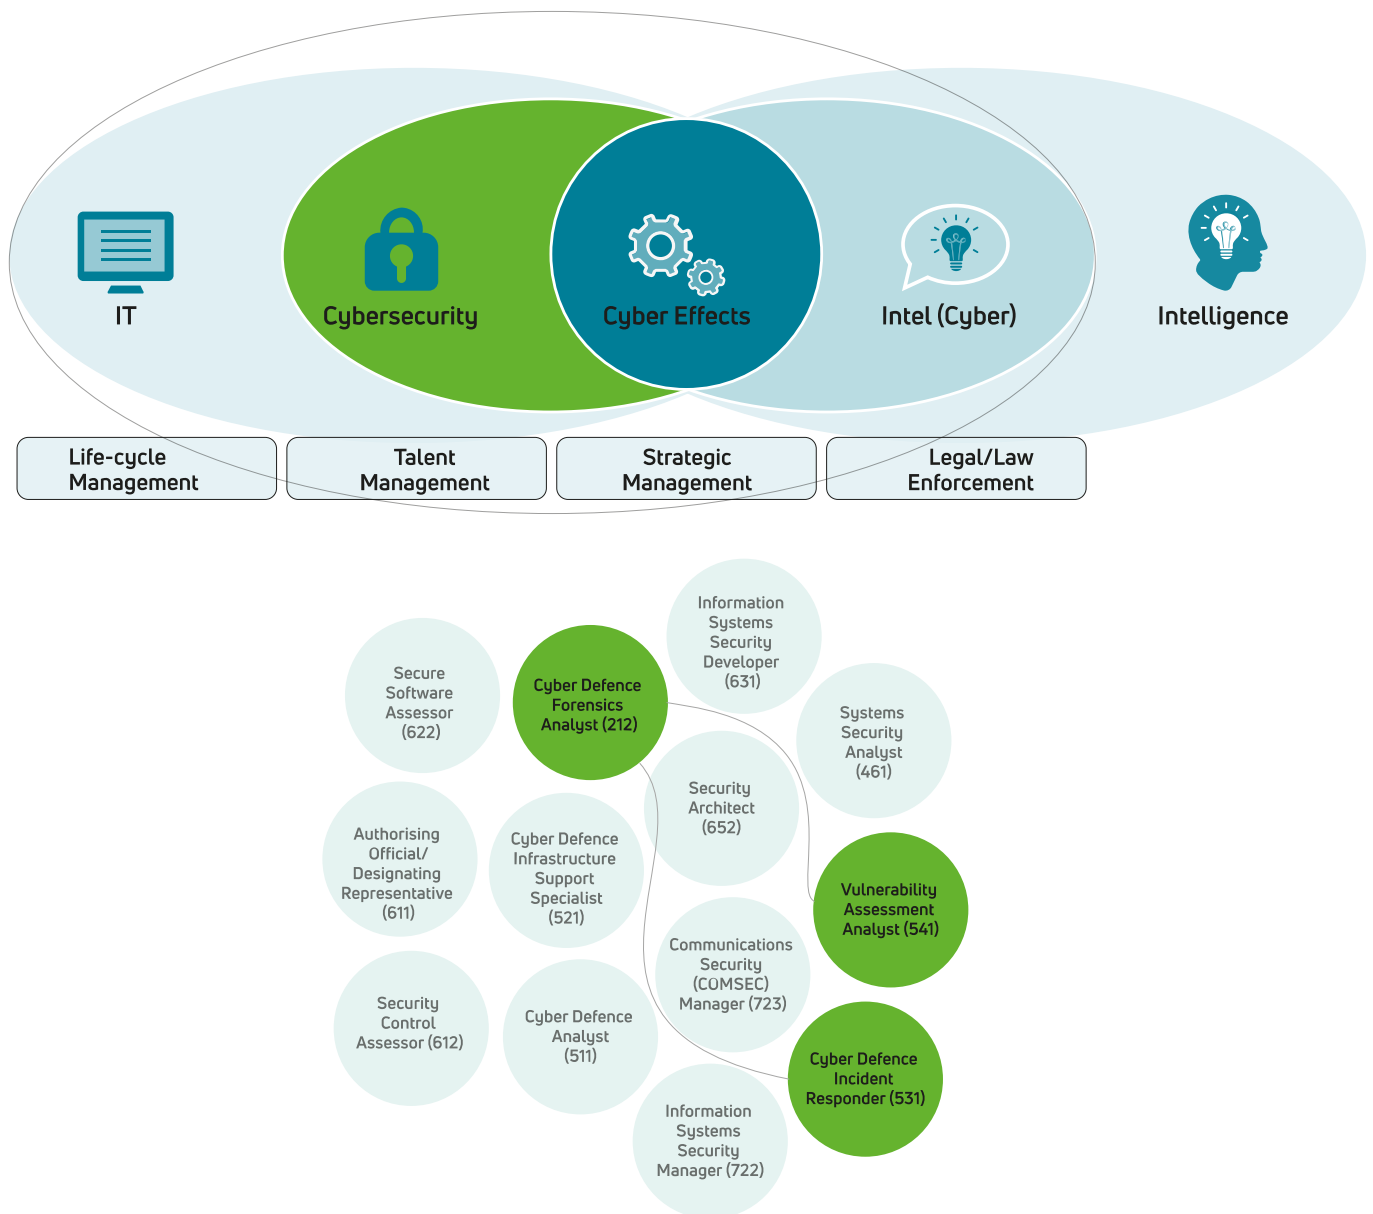 IT
Cybersecurity
Cyber Effects
Intel (Cyber)
Intelligence
Life-cycle
Management
Talent
Management
Strategic
Management
Legal/Law
Enforcement
Information
Systems
Security
Developer
(631)
Secure
Software
Assessor
(622)
Cyber Defence
Forensics
Analyst (212)
Systems
Security
Analyst
(461)
Security
Architect
(652)
Authorising
Official/
Designating
Representative
(611)
Cyber Defence
Infrastructure
Support
Specialist
(521)
Vulnerability
Assessment
Analyst (541)
Communications
Security
(COMSEC)
Manager (723)
Security
Control
Assessor (612)
Cyber Defence
Analyst
(511)
Cyber Defence
Incident
Responder (531)
Information
Systems
Security
Manager (722)